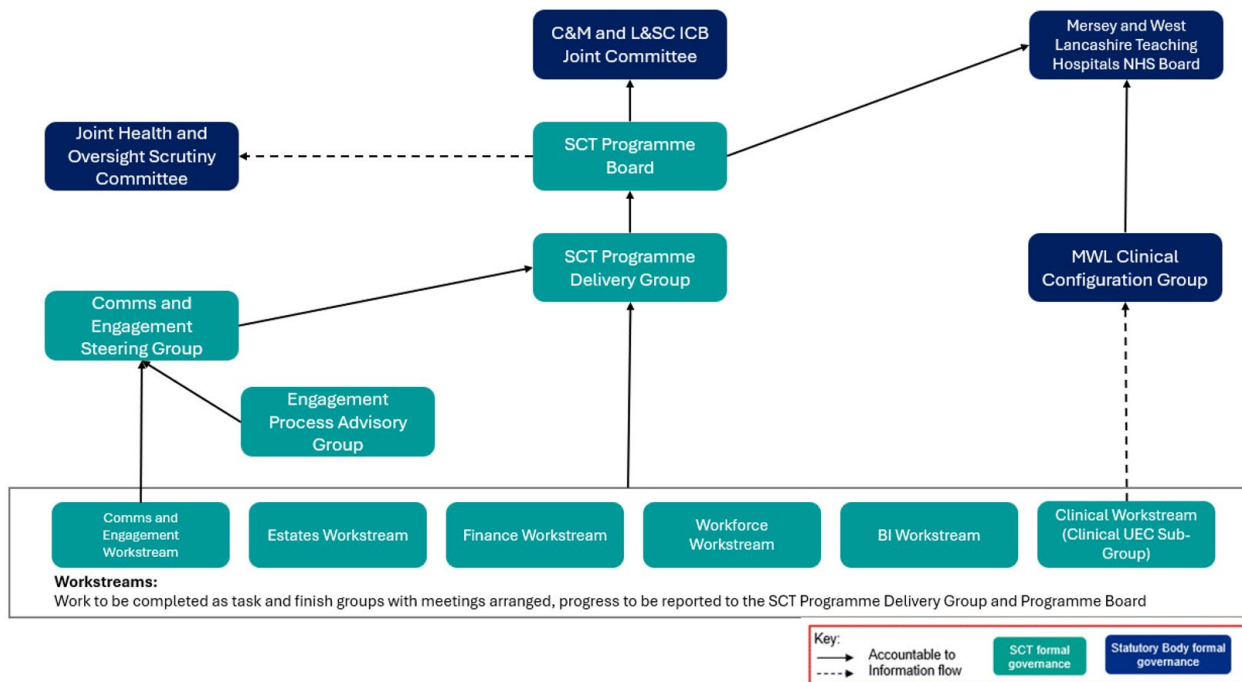 C&M and L&SC ICB
Joint Committee
Mersey and West
Lancashire Teaching
Hospitals NHS Board
Joint Health and
Oversight Scrutiny
Committee
SCT Programme
Board
SCT Programme
Delivery Group
MWL Clinical
Configuration Group
Comms and
Engagement
Steering Group
Engagement
Process Advisory
Group
Comms and
Engagement
Workstream
Estates Workstream
Finance Workstream
Workforce
Workstream
BI Workstream
Clinical Workstream
(Clinical UEC Sub-
Group)
Workstreams:
Work to be completed as task and finish groups with meetings arranged, progress to be reported to the SCT Programme Delivery Group and Programme Board
Key:
Accountable to
Information flow
SCT formal
governance
Statutory Body formal
governance